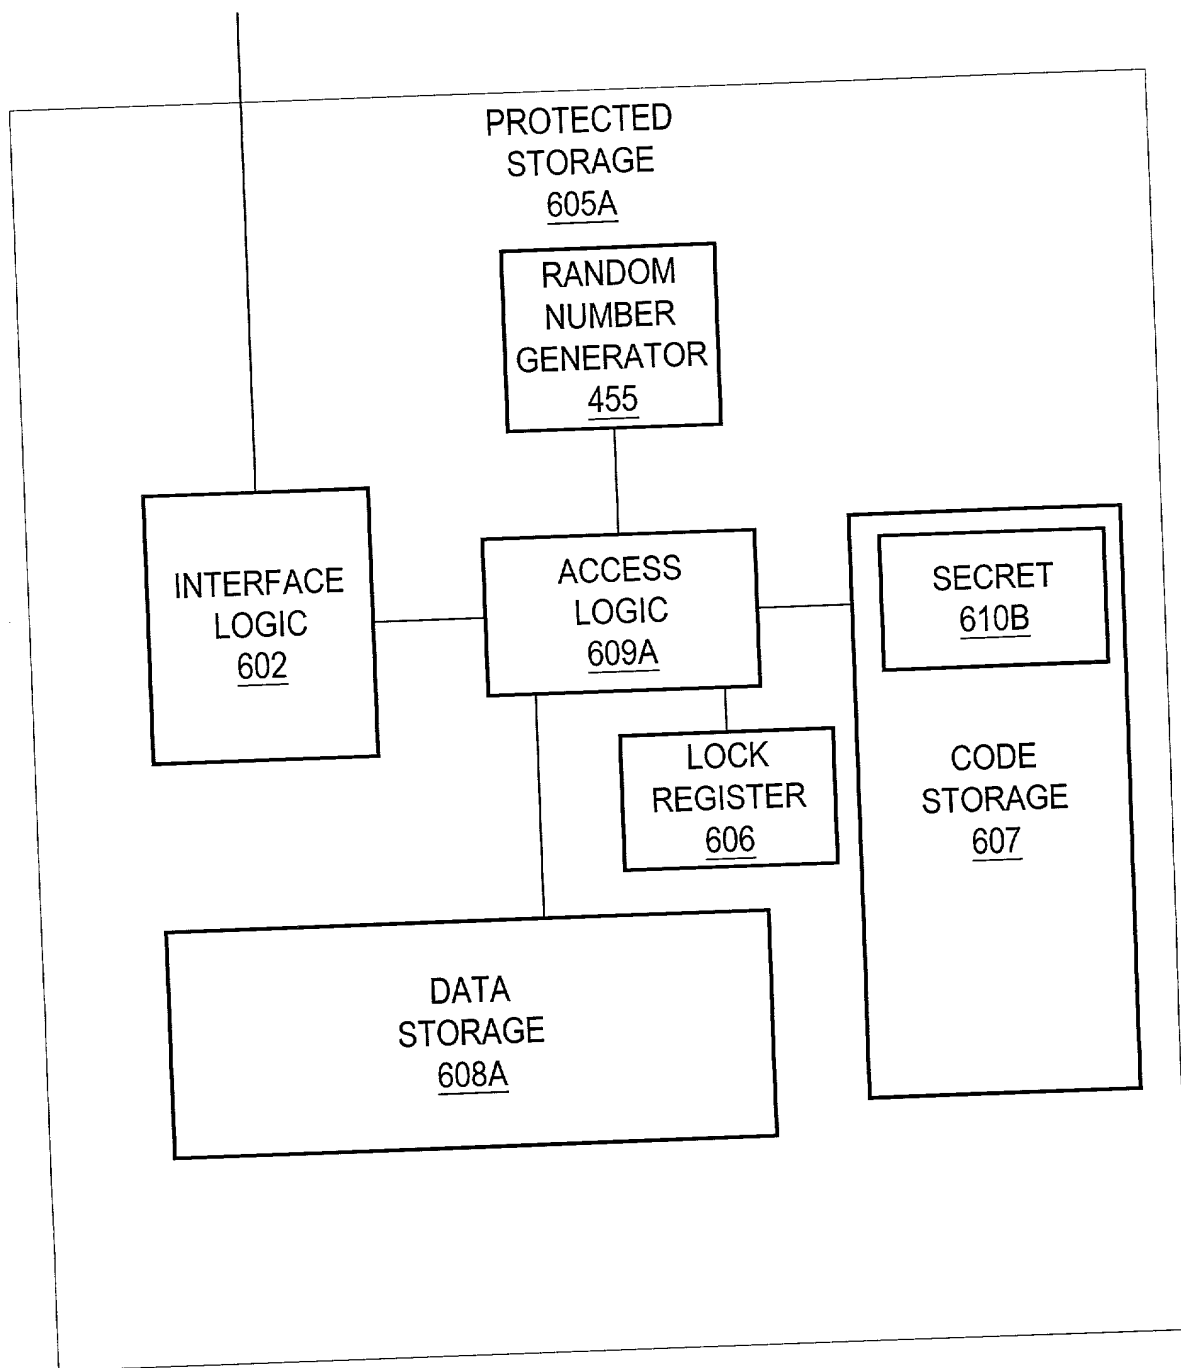 PROTECTED
STORAGE
605A
RANDOM
NUMBER
GENERATOR
455
INTERFACE
LOGIC
602
ACCESS
LOGIC
609A
SECRET
610B
LOCK
REGISTER
606
CODE
STORAGE
607
DATA
STORAGE
608A